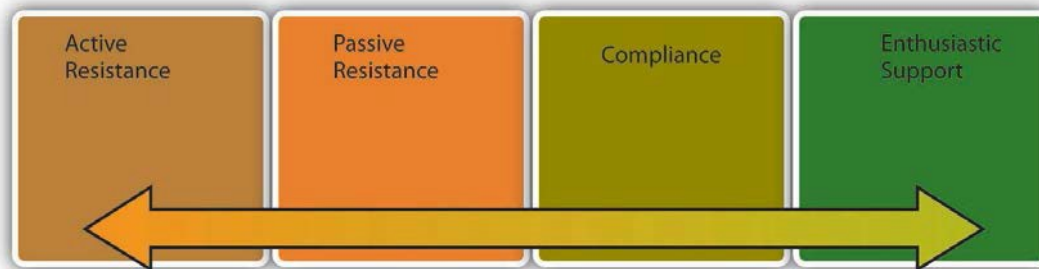 Active
Resistance
Passive
Resistance
Compliance
Enthusiastic
Support